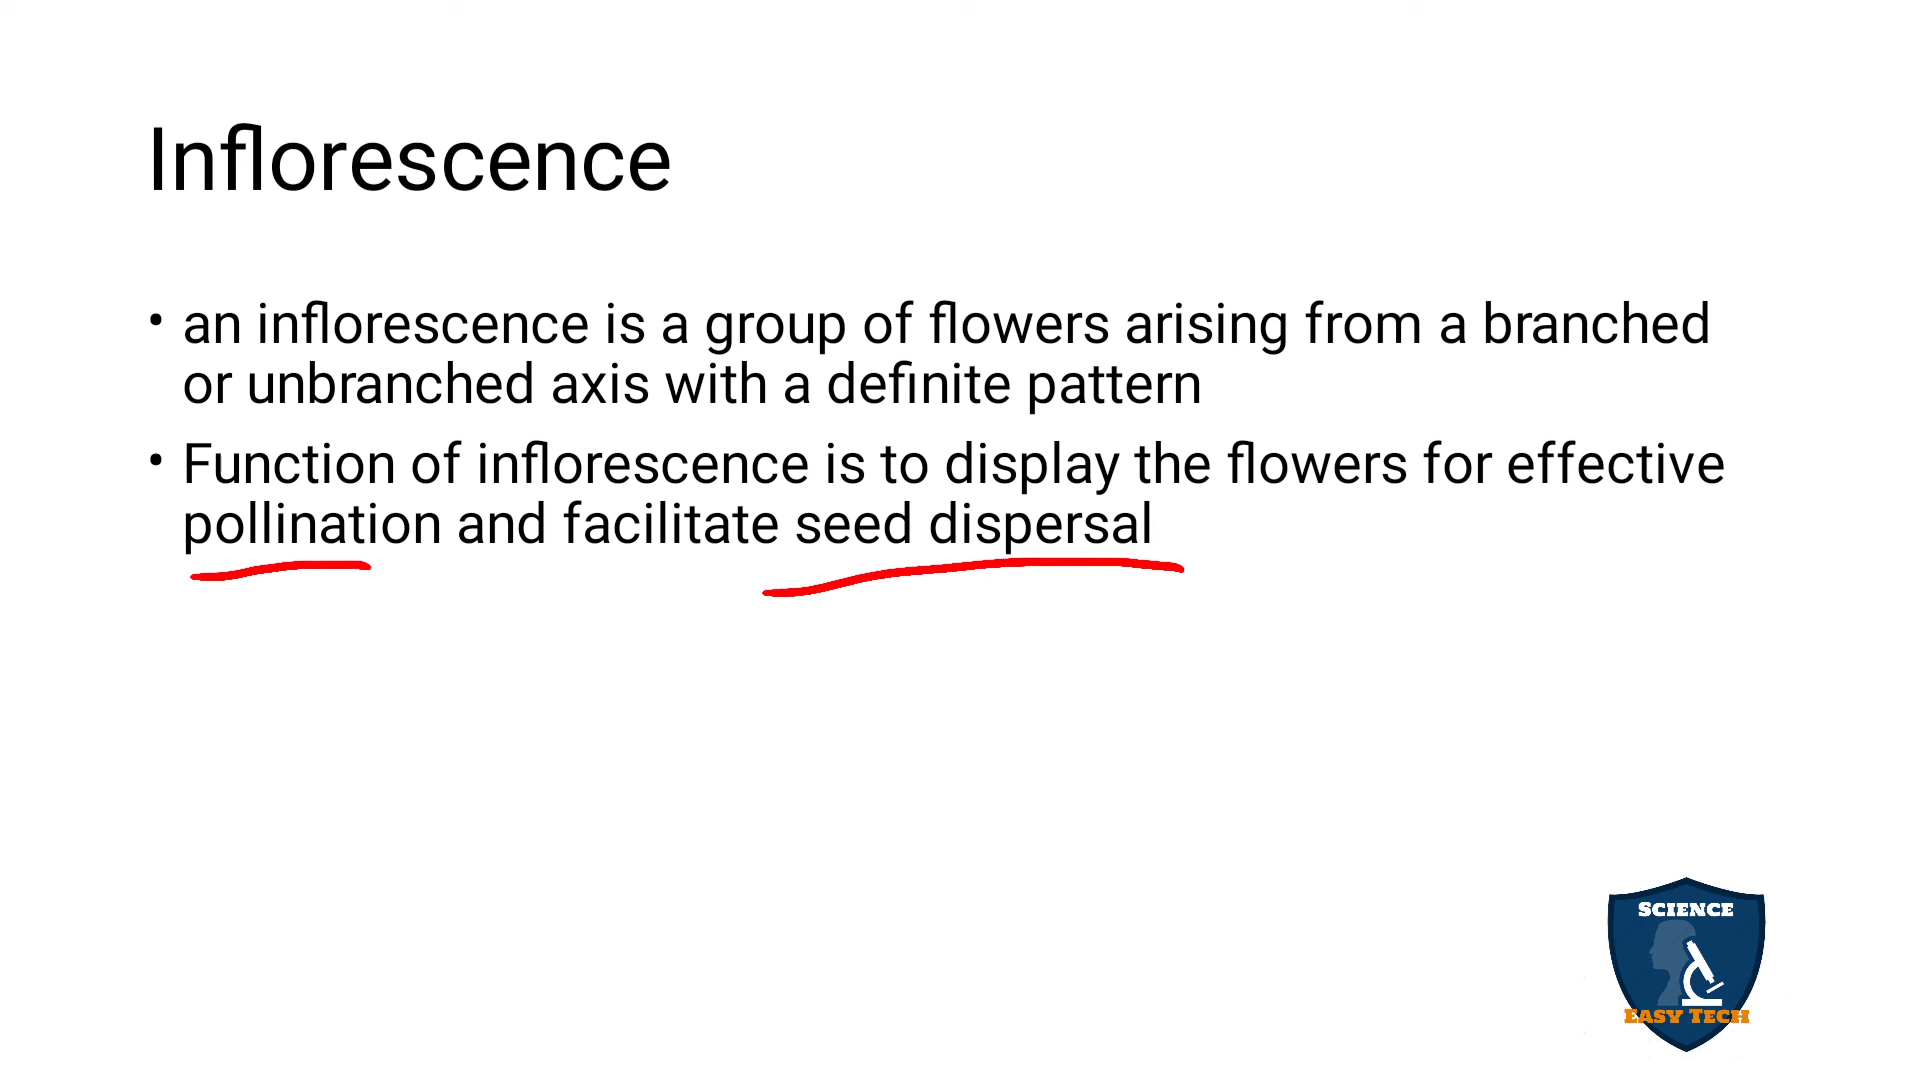 Inflorescence
• an inflorescence is a group of flowers arising from a branched
or unbranched axis with a definite pattern
• Function of inflorescence is to display the flowers for effective
pollination and facilitate seed dispersal
SCIENCE
EASY TECH